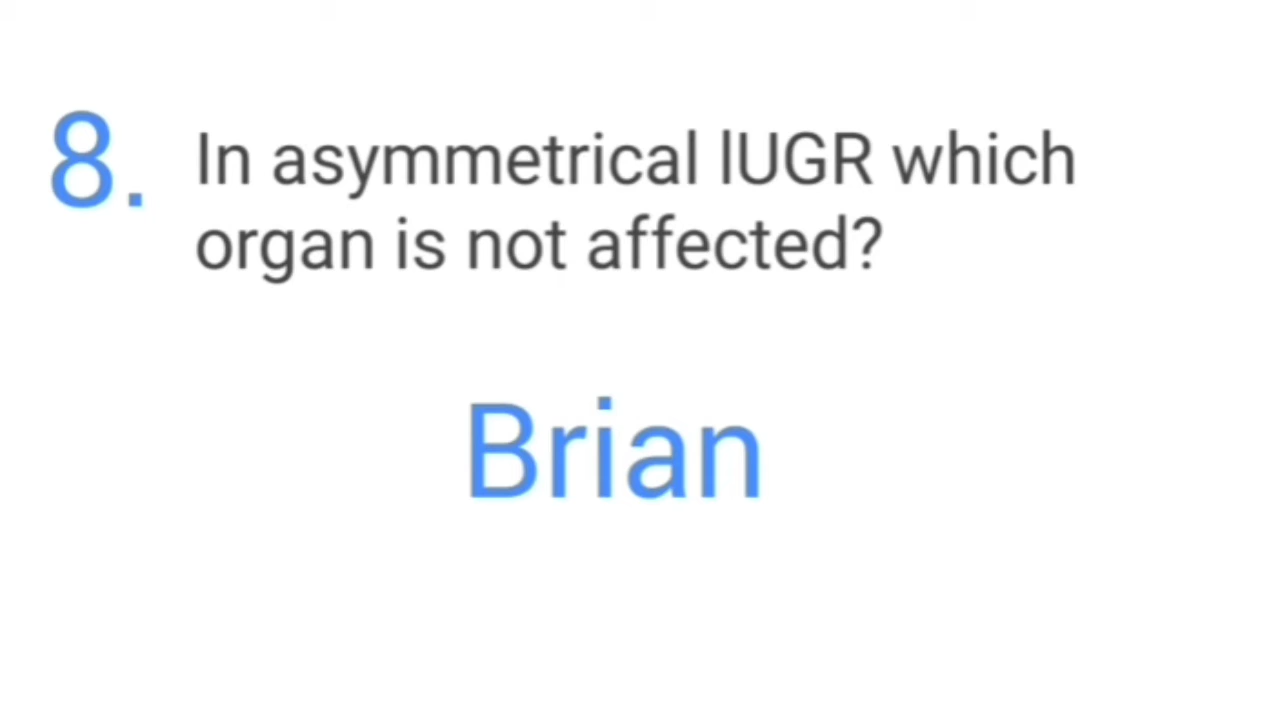 8. In asymmetrical IUGR which
organ is not affected?
Brian